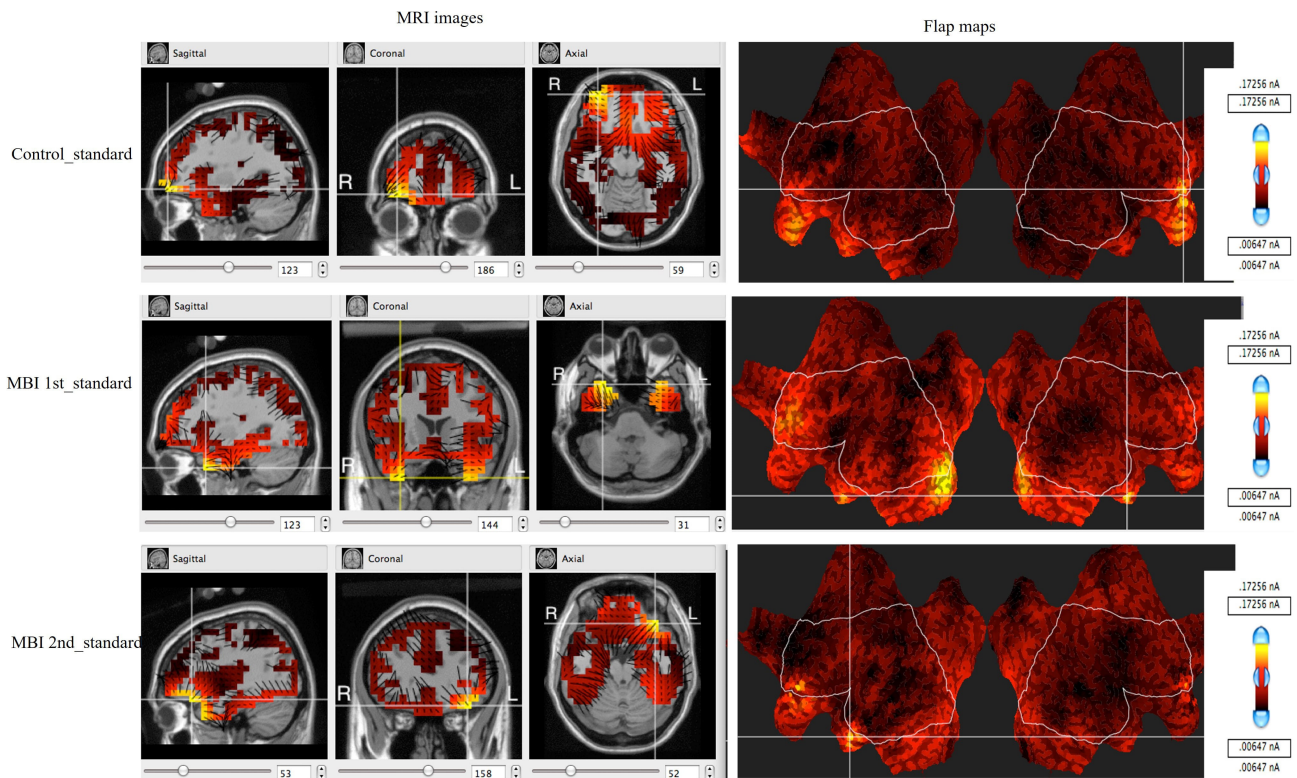 MRI images
Flap maps
Control_standard
Sagittal
Coronal
Axial
R L
R L
123
186
59
.17256 nA
.17256 nA
.00647 nA
.00647 nA
MBI 1st_standard
Sagittal
Coronal
Axial
R L
R L
123
144
31
.17256 nA
.17256 nA
.00647 nA
.00647 nA
MBI 2nd_standard
Sagittal
Coronal
Axial
R L
R L
53
158
52
.17256 nA
.17256 nA
.00647 nA
.00647 nA